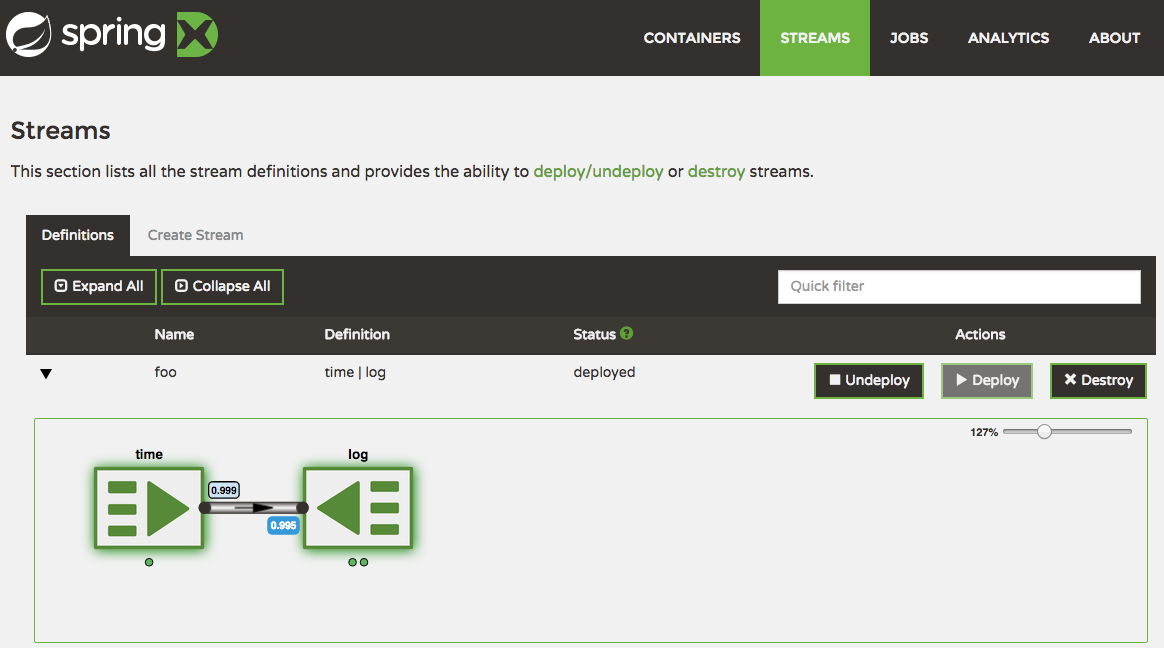 spring XD
CONTAINERS STREAMS JOBS ANALYTICS ABOUT
Streams
This section lists all the stream definitions and provides the ability to deploy/undeploy or destroy streams.
Definitions Create Stream
Expand All Collapse All Quick filter
Name Definition Status ? Actions
foo time | log deployed Undeploy Deploy Destroy
127%
time log
0.999
0.995